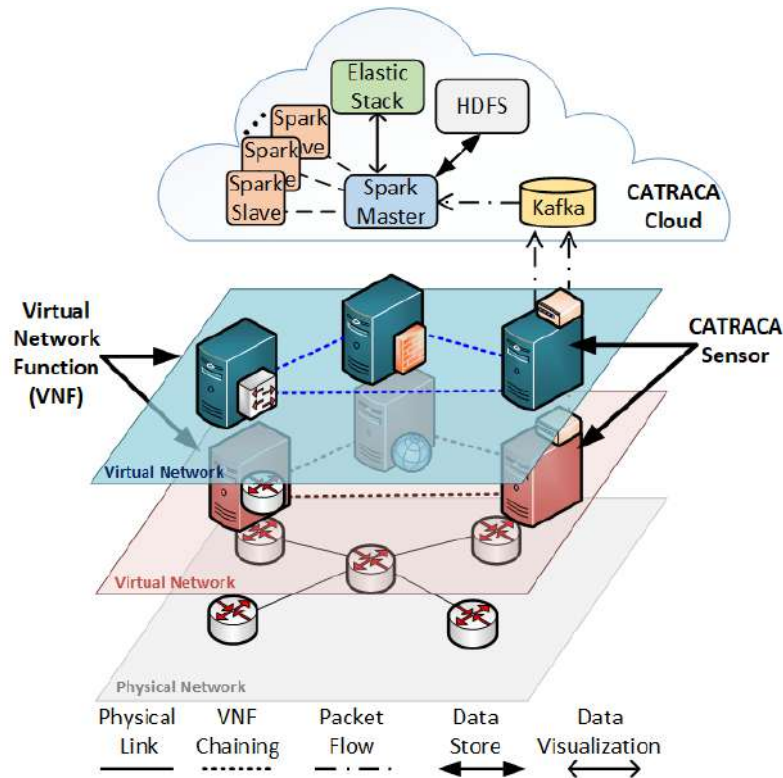 Elastic
Stack
HDFS
Spark
ve
Spark
e
Spark
Slave
Spark
Master
Kafka
CATRACA
Cloud
Virtual
Network
Function
(VNF)
CATRACA
Sensor
Virtual Network
Virtual Network
Physical Network
Physical
Link
VNF
Chaining
Packet
Flow
Data
Store
Data
Visualization